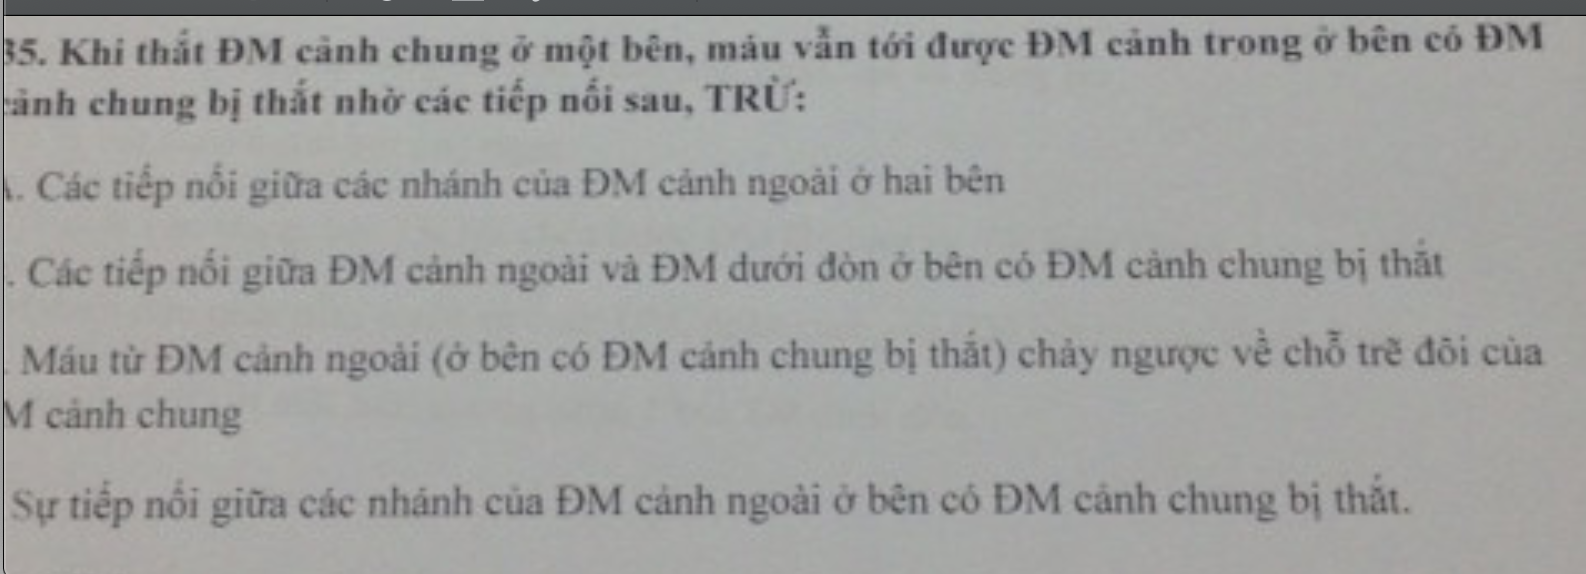 35. Khi thắt ĐM cảnh chung ở một bên, máu vẫn tới được ĐM cảnh trong ở bên có ĐM
cảnh chung bị thắt nhờ các tiếp nối sau, TRỪ:
. Các tiếp nối giữa các nhánh của ĐM cảnh ngoài ở hai bên
. Các tiếp nối giữa ĐM cảnh ngoài và ĐM dưới đòn ở bên có ĐM cảnh chung bị thắt
. Máu từ ĐM cảnh ngoài (ở bên có ĐM cảnh chung bị thắt) chảy ngược về chỗ trẽ đôi của
M cảnh chung
Sự tiếp nối giữa các nhánh của ĐM cảnh ngoài ở bên có ĐM cảnh chung bị thắt.